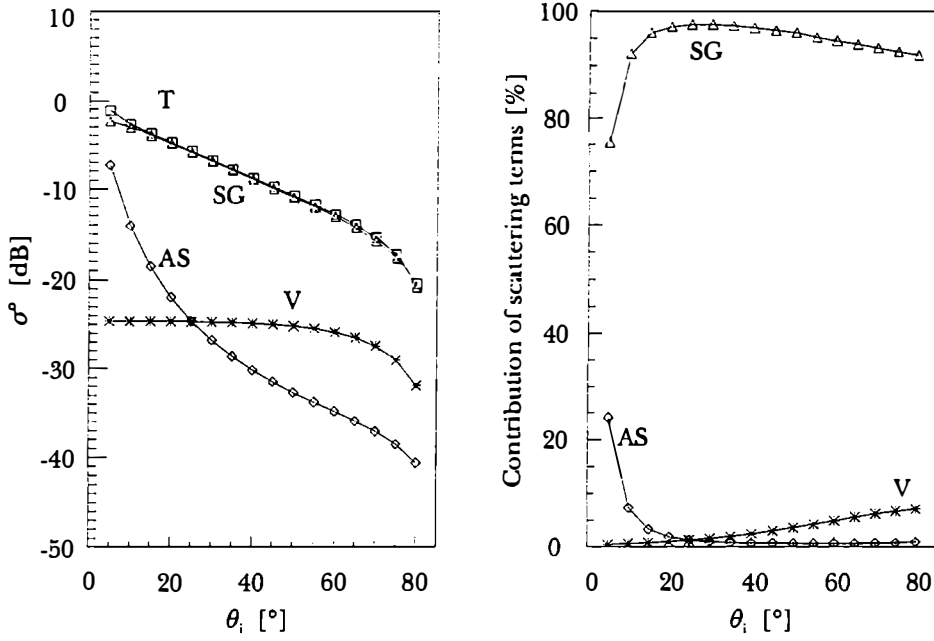 10
0
-10
-20
-30
-40
-50
σ° [dB]
T
SG
AS
V
0 20 40 60 80
θi [°]
100
80
60
40
20
0
Contribution of scattering terms [%]
SG
AS
V
0 20 40 60 80
θi [°]